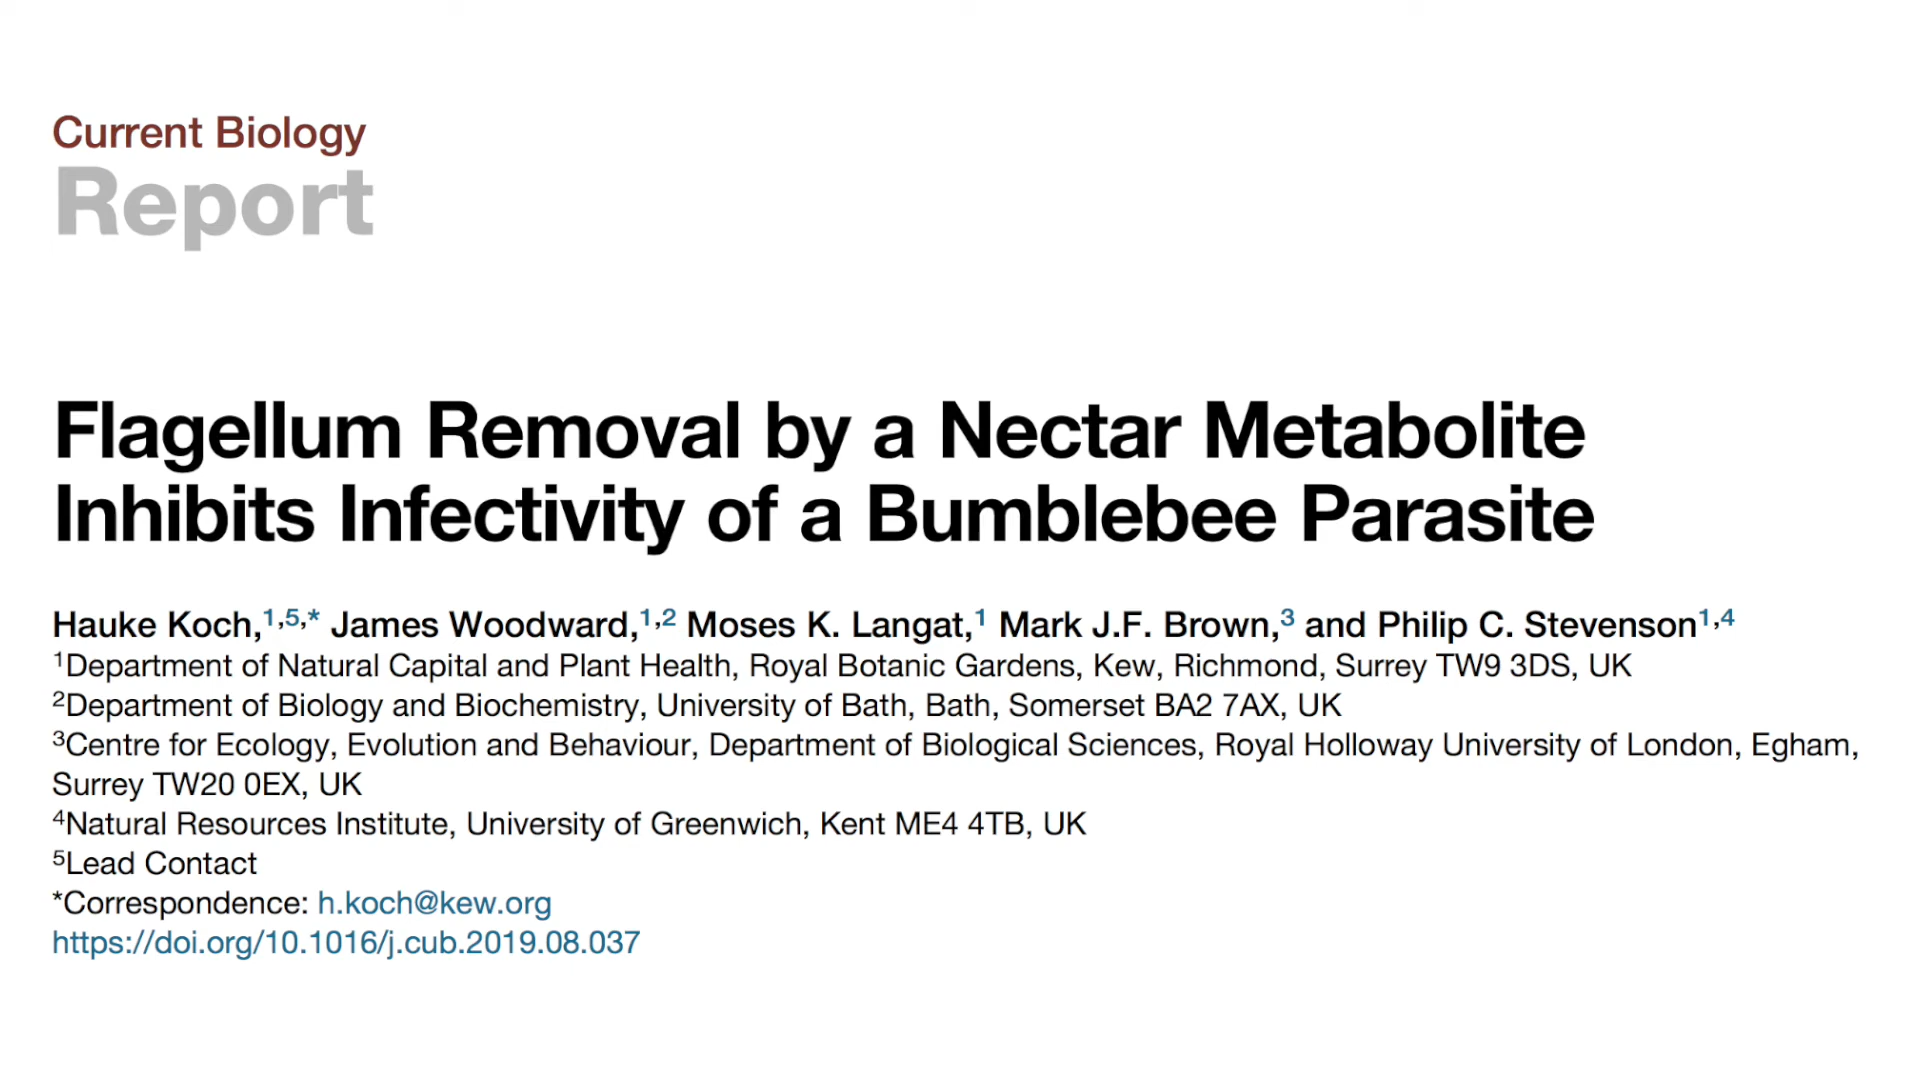 Current Biology
Report
Flagellum Removal by a Nectar Metabolite
Inhibits Infectivity of a Bumblebee Parasite
Hauke Koch,1,5,* James Woodward,1,2 Moses K. Langat,1 Mark J.F. Brown,3 and Philip C. Stevenson1,4
1Department of Natural Capital and Plant Health, Royal Botanic Gardens, Kew, Richmond, Surrey TW9 3DS, UK
2Department of Biology and Biochemistry, University of Bath, Bath, Somerset BA2 7AX, UK
3Centre for Ecology, Evolution and Behaviour, Department of Biological Sciences, Royal Holloway University of London, Egham,
Surrey TW20 0EX, UK
4Natural Resources Institute, University of Greenwich, Kent ME4 4TB, UK
5Lead Contact
*Correspondence: h.koch@kew.org
https://doi.org/10.1016/j.cub.2019.08.037